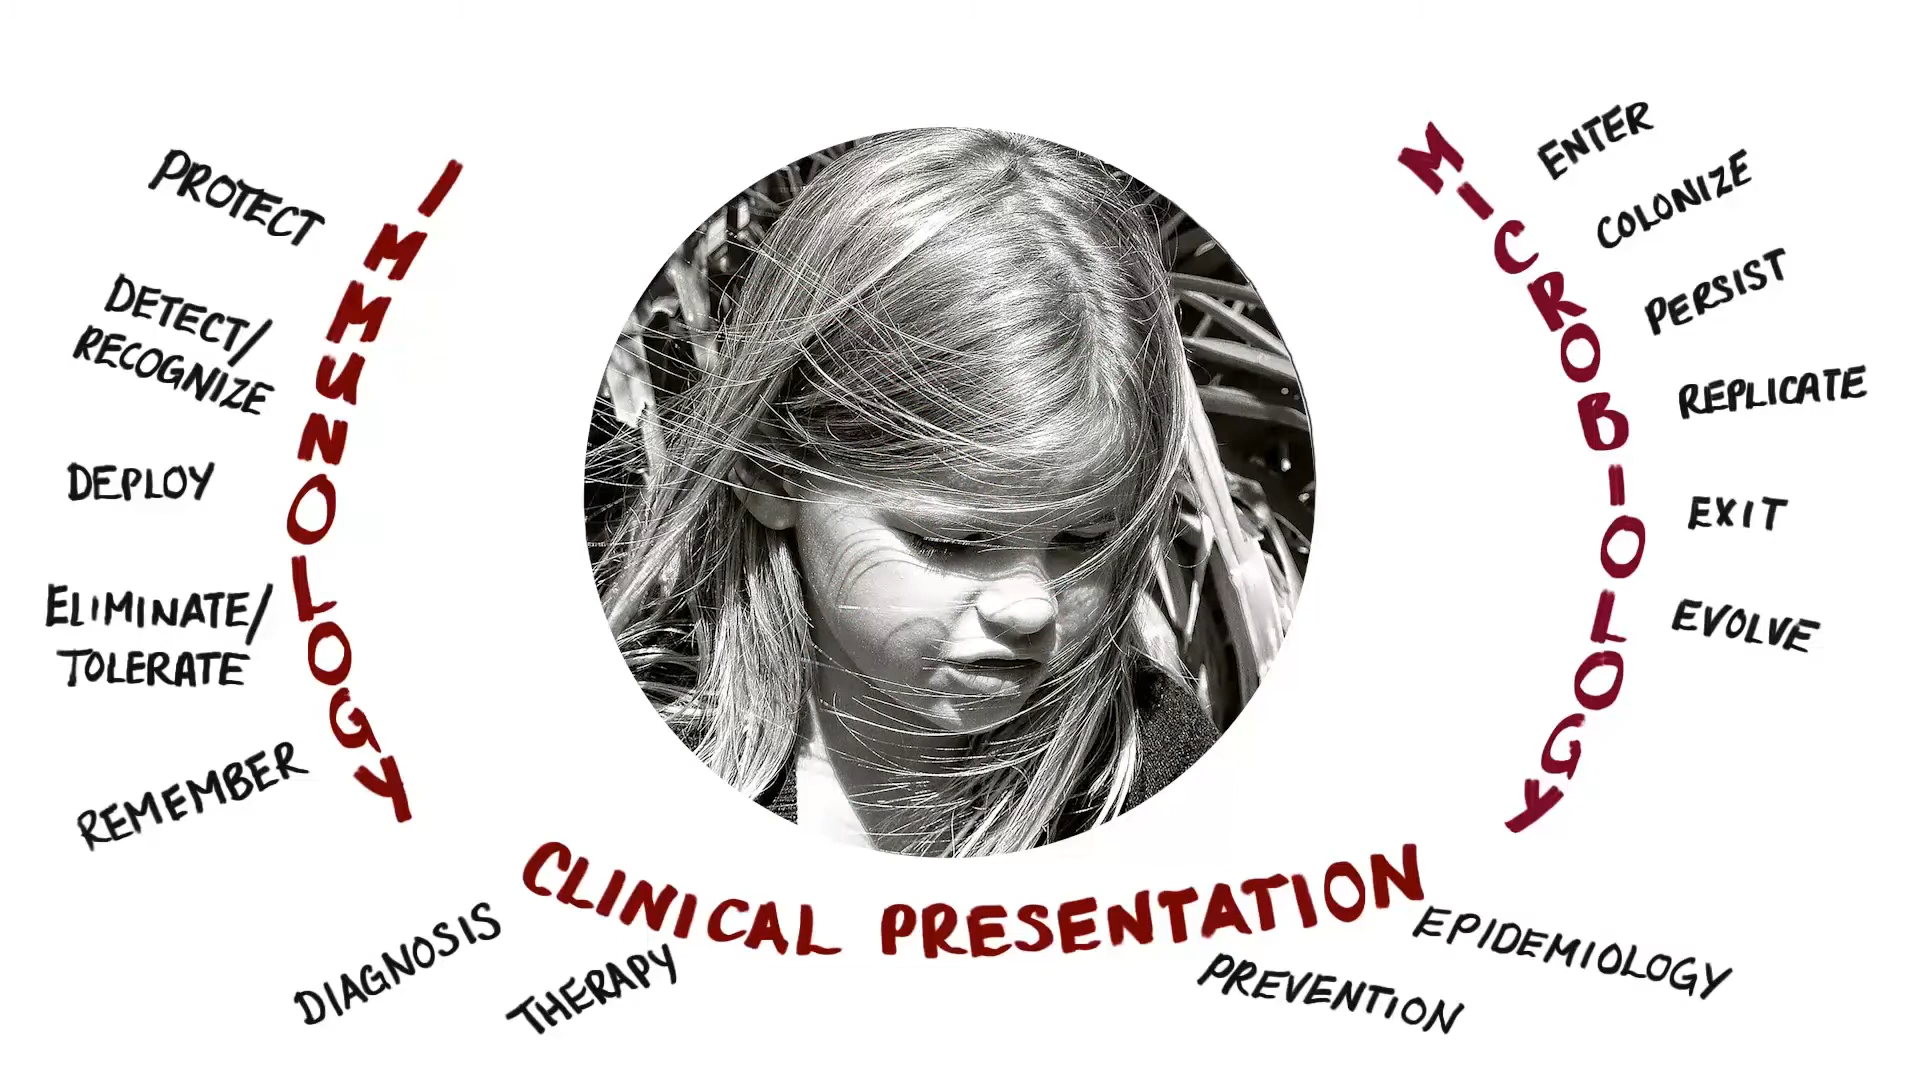 IMMUNOLOGY
PROTECT
DETECT/
RECOGNIZE
DEPLOY
ELIMINATE/
TOLERATE
REMEMBER
MICROBIOLOGY
ENTER
COLONIZE
PERSIST
REPLICATE
EXIT
EVOLVE
CLINICAL PRESENTATION
DIAGNOSIS
THERAPY
PREVENTION
EPIDEMIOLOGY